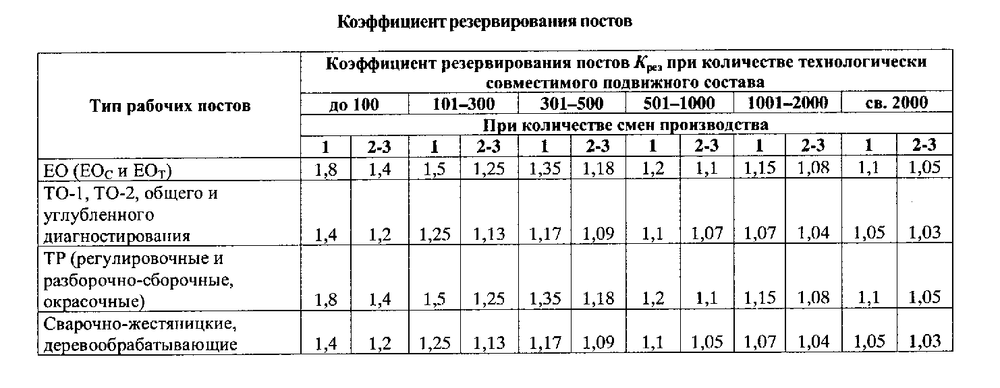 Коэффициент резервирования постов
Коэффициент резервирования постов Kрез при количестве технологически
совместимого подвижного состава
Тип рабочих постов
до 100 101–300 301–500 501–1000 1001–2000 св. 2000
При количестве смен производства
1 2-3 1 2-3 1 2-3 1 2-3 1 2-3 1 2-3
ЕО (ЕОС и ЕОТ) 1,8 1,4 1,5 1,25 1,35 1,18 1,2 1,1 1,15 1,08 1,1 1,05
ТО-1, ТО-2, общего и
углубленного
диагностирования 1,4 1,2 1,25 1,13 1,17 1,09 1,1 1,07 1,07 1,04 1,05 1,03
ТР (регулировочные и
разборочно-сборочные,
окрасочные) 1,8 1,4 1,5 1,25 1,35 1,18 1,2 1,1 1,15 1,08 1,1 1,05
Сварочно-жестяницкие,
деревообрабатывающие 1,4 1,2 1,25 1,13 1,17 1,09 1,1 1,05 1,07 1,04 1,05 1,03